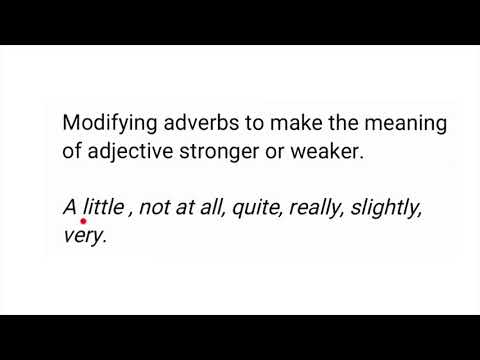 Modifying adverbs to make the meaning
of adjective stronger or weaker.
A little , not at all, quite, really, slightly,
very.